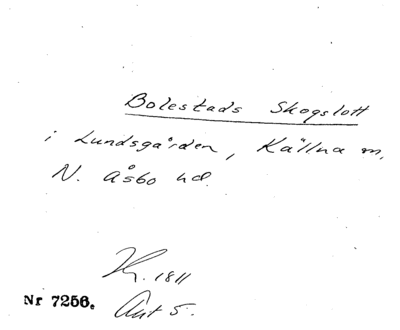 Bolestads Skogslott
i Lundsgården, Källna m.
N. Åsbo hd.
Kr. 1811
Nr 7256. Akt 5.